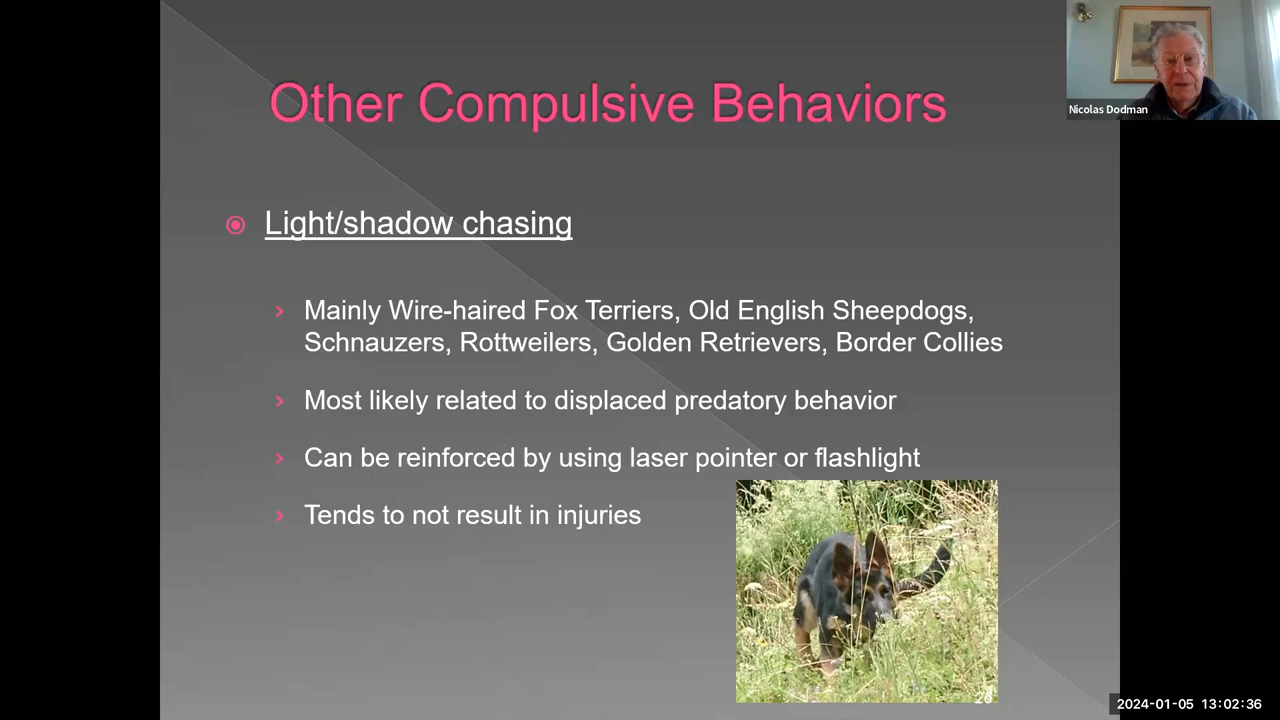 Other Compulsive Behaviors
Nicolas Dodman
Light/shadow chasing
Mainly Wire-haired Fox Terriers, Old English Sheepdogs,
Schnauzers, Rottweilers, Golden Retrievers, Border Collies
Most likely related to displaced predatory behavior
Can be reinforced by using laser pointer or flashlight
Tends to not result in injuries
2024-01-05 13:02:36